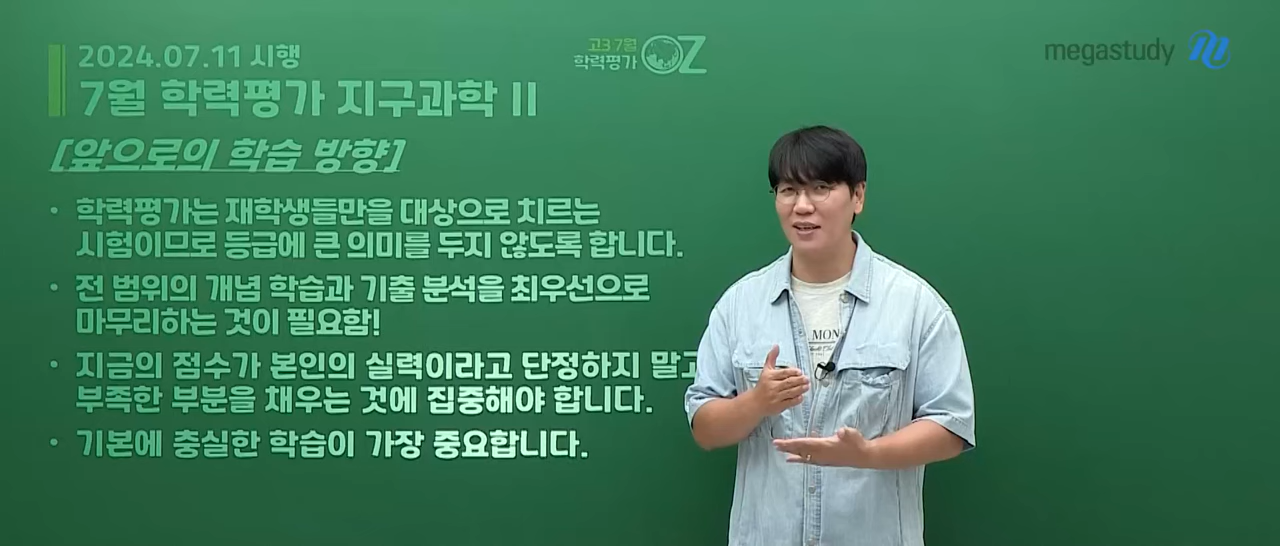 2024.07.11 시행
7월 학력평가 지구과학 II
고3 7월
학력평가 OZ
megastudy
[앞으로의 학습 방향]
• 학력평가는 재학생들만을 대상으로 치르는
시험이므로 등급에 큰 의미를 두지 않도록 합니다.
• 전 범위의 개념 학습과 기출 분석을 최우선으로
마무리하는 것이 필요함!
• 지금의 점수가 본인의 실력이라고 단정하지 말고
부족한 부분을 채우는 것에 집중해야 합니다.
• 기본에 충실한 학습이 가장 중요합니다.
MON